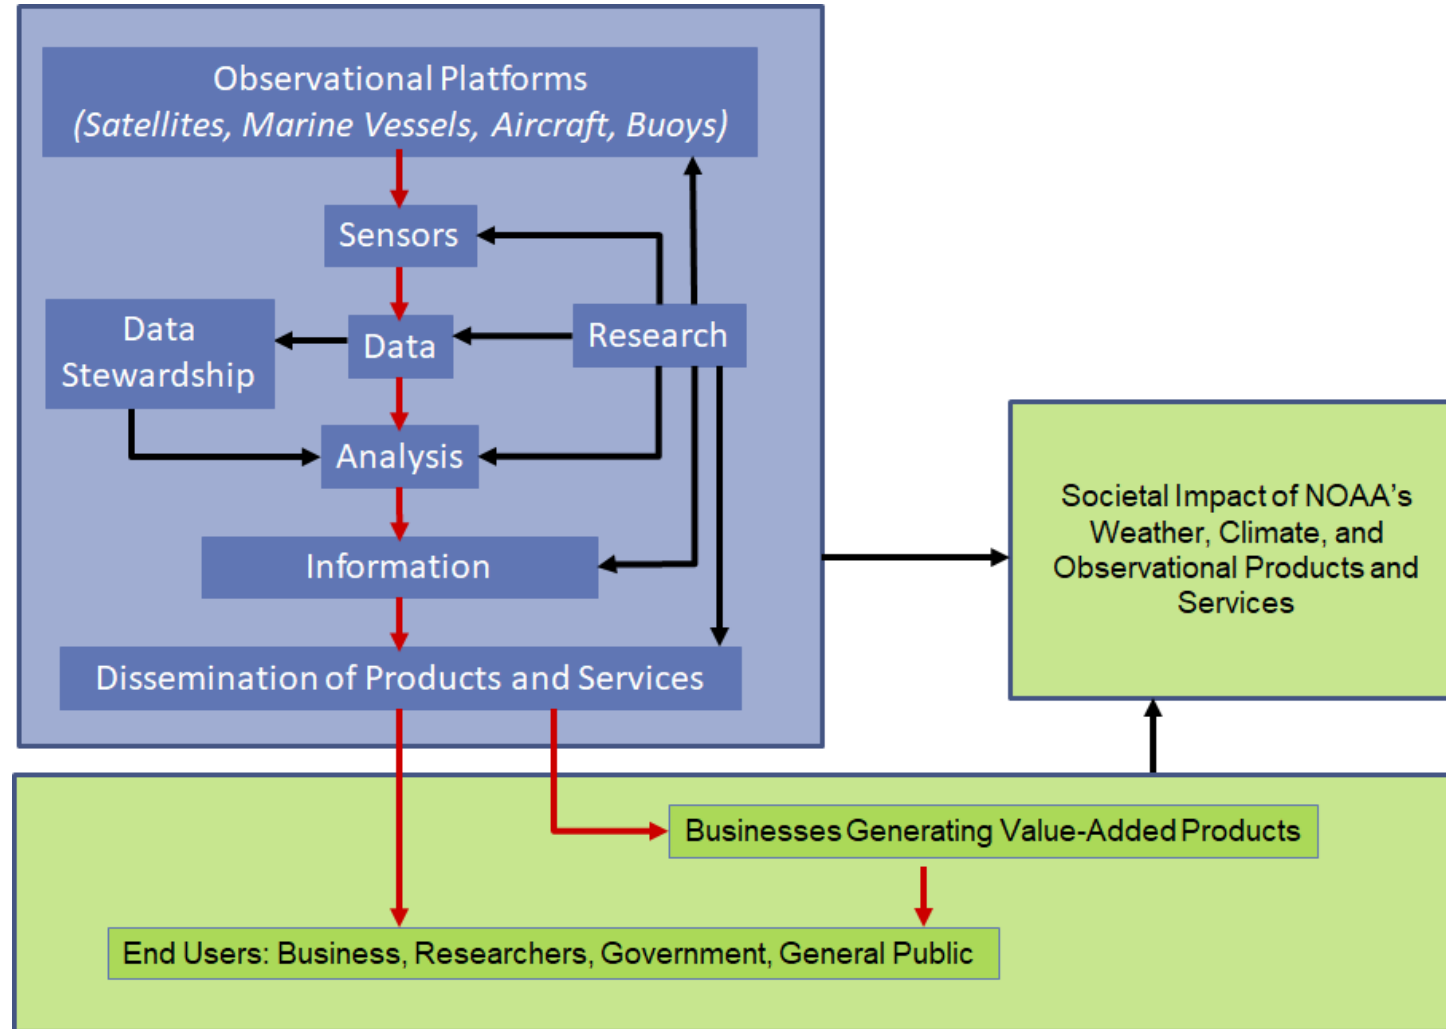 Observational Platforms
(Satellites, Marine Vessels, Aircraft, Buoys)
Sensors
Data
Stewardship
Data
Research
Analysis
Information
Dissemination of Products and Services
Societal Impact of NOAA's
Weather, Climate, and
Observational Products and
Services
Businesses Generating Value-Added Products
End Users: Business, Researchers, Government, General Public